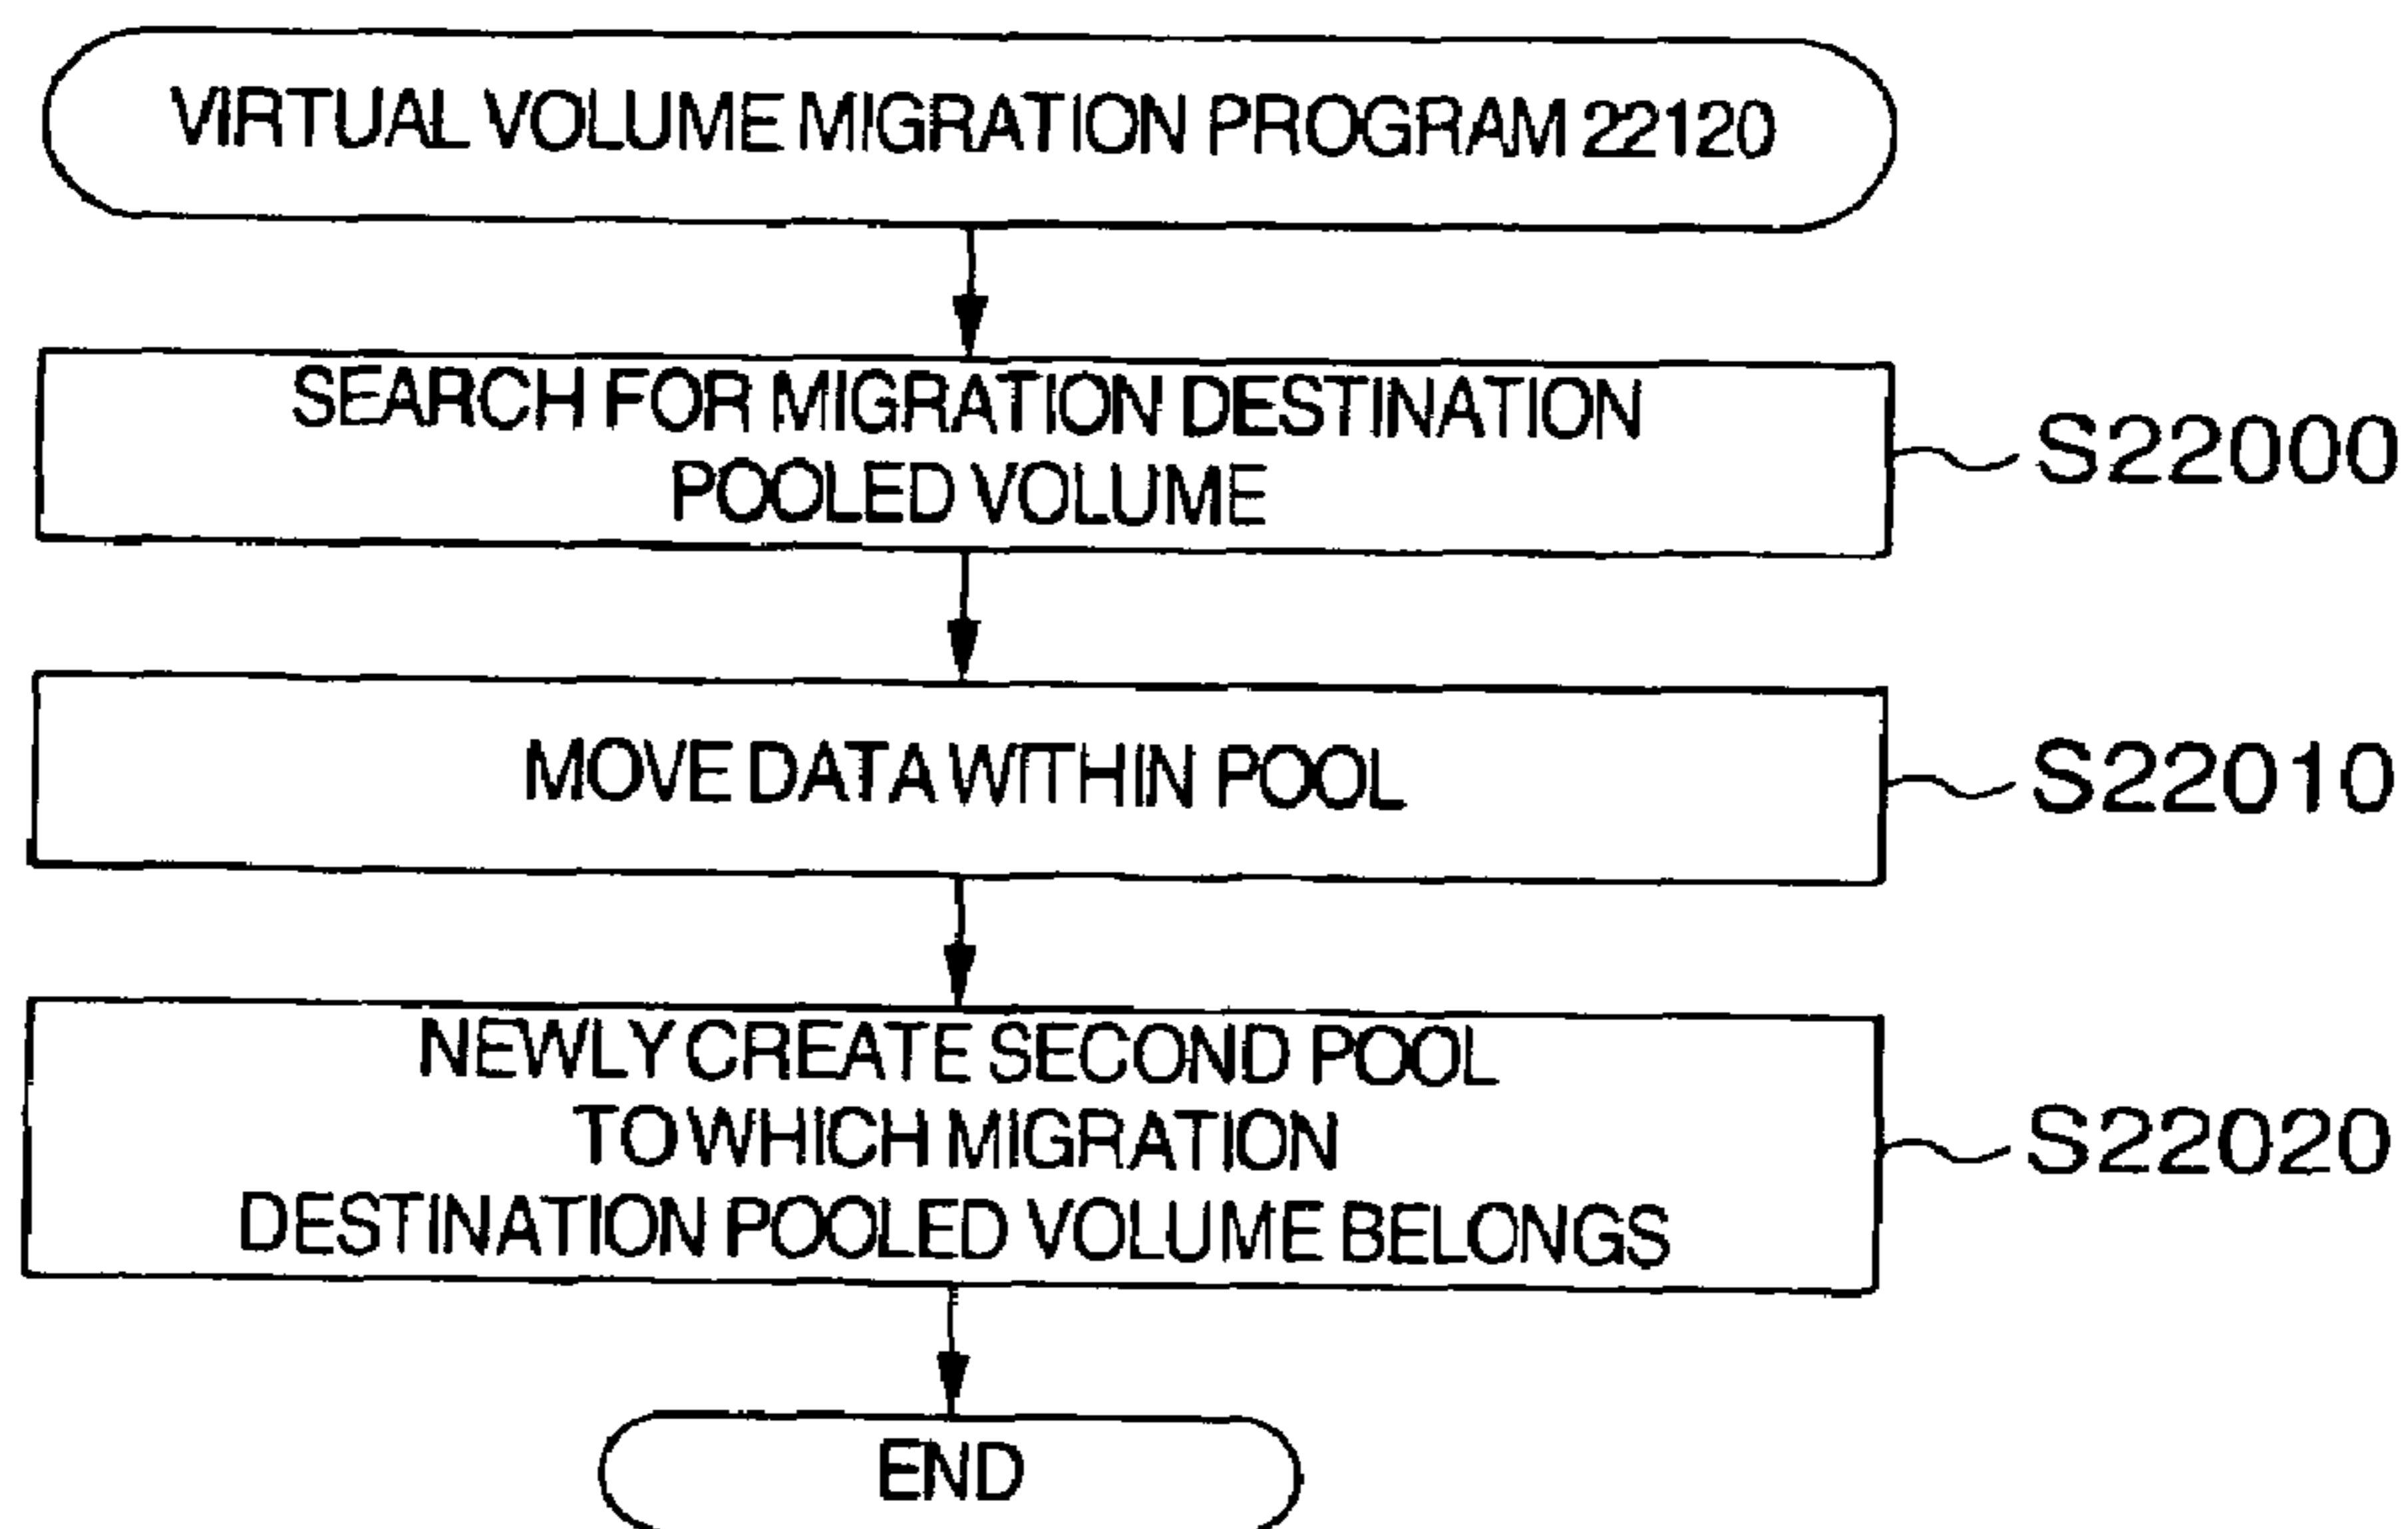 VIRTUAL VOLUME MIGRATION PROGRAM 22120
SEARCH FOR MIGRATION DESTINATION
POOLED VOLUME
S22000
MOVE DATA WITHIN POOL
S22010
NEWLY CREATE SECOND POOL
TO WHICH MIGRATION
DESTINATION POOLED VOLUME BELONGS
S22020
END